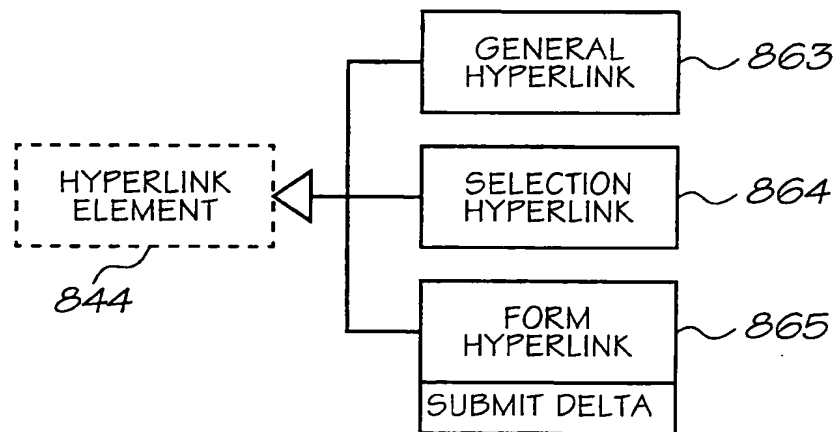 GENERAL
HYPERLINK
863
HYPERLINK
ELEMENT
844
SELECTION
HYPERLINK
864
FORM
HYPERLINK
865
SUBMIT DELTA